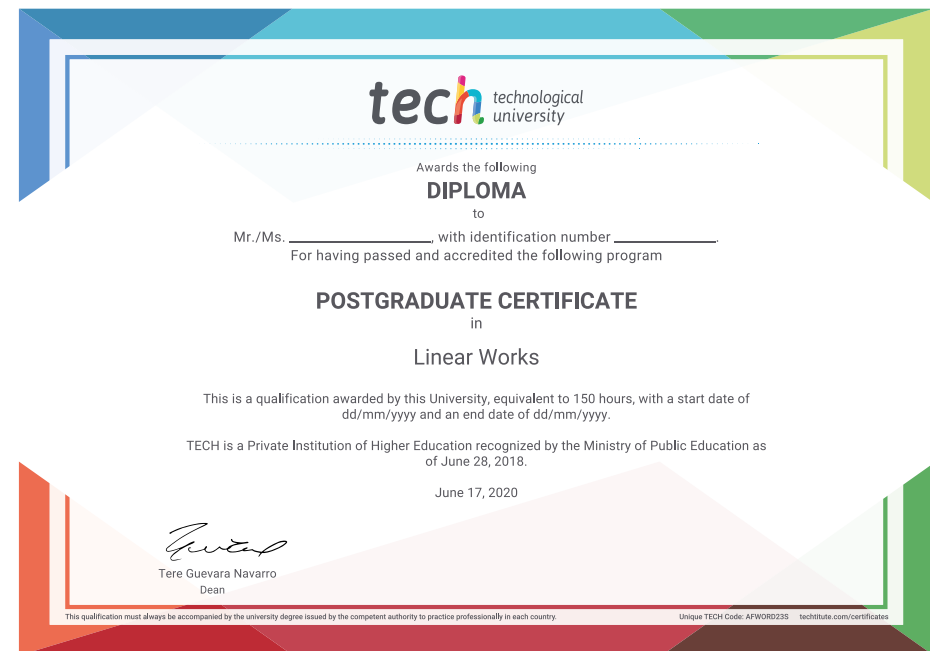 tech technological
university
Awards the following
DIPLOMA
to
Mr./Ms. _______________, with identification number ___________.
For having passed and accredited the following program
POSTGRADUATE CERTIFICATE
in
Linear Works
This is a qualification awarded by this University, equivalent to 150 hours, with a start date of
dd/mm/yyyy and an end date of dd/mm/yyyy.
TECH is a Private Institution of Higher Education recognized by the Ministry of Public Education as
of June 28, 2018.
June 17, 2020
Tere Guevara Navarro
Dean
This qualification must always be accompanied by the university degree issued by the competent authority to practice professionally in each country.
Unique TECH Code: AFWORD23S techtitute.com/certificates